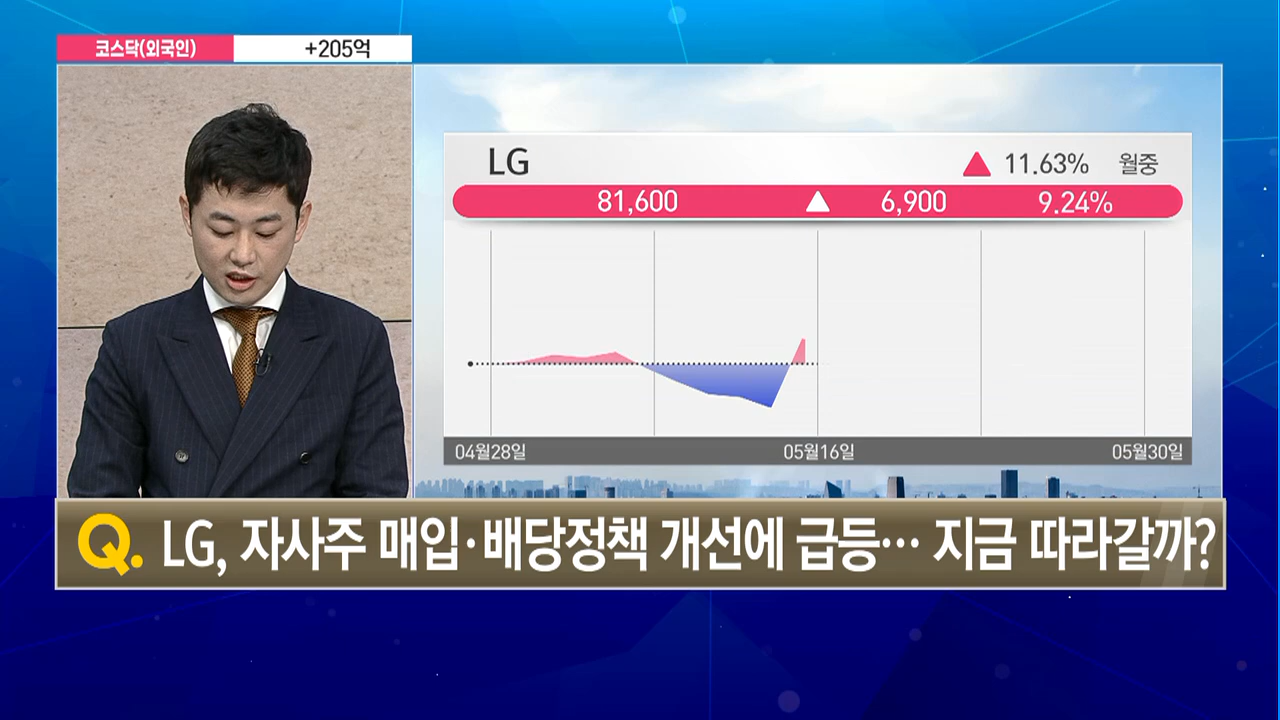 코스닥(외국인) +205억
LG ▲ 11.63% 월중
81,600 ▲ 6,900 9.24%
04월28일 05월16일 05월30일
Q. LG, 자사주 매입·배당정책 개선에 급등… 지금 따라갈까?